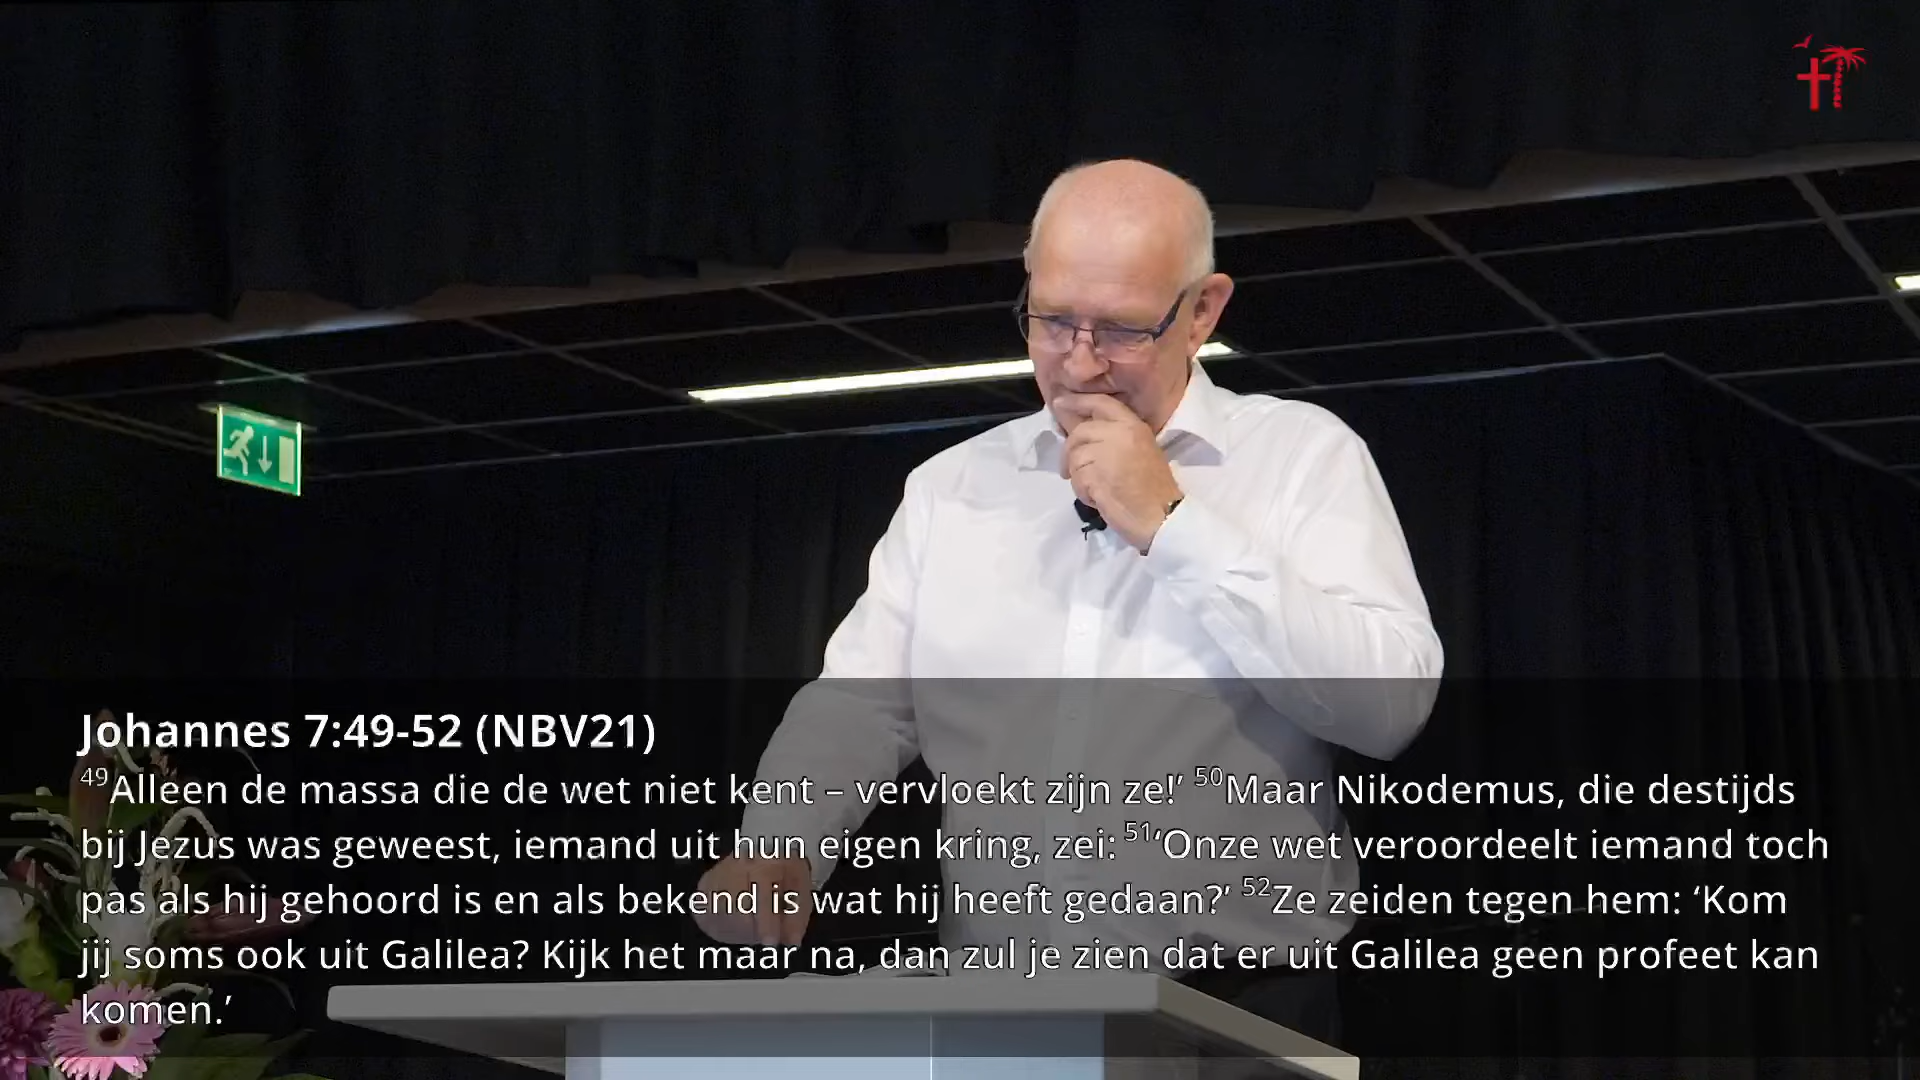 Johannes 7:49-52 (NBV21)
⁴⁹Alleen de massa die de wet niet kent – vervloekt zijn ze!’ ⁵⁰Maar Nikodemus, die destijds
bij Jezus was geweest, iemand uit hun eigen kring, zei: ⁵¹‘Onze wet veroordeelt iemand toch
pas als hij gehoord is en als bekend is wat hij heeft gedaan?’ ⁵²Ze zeiden tegen hem: ‘Kom
jij soms ook uit Galilea? Kijk het maar na, dan zul je zien dat er uit Galilea geen profeet kan
komen.’